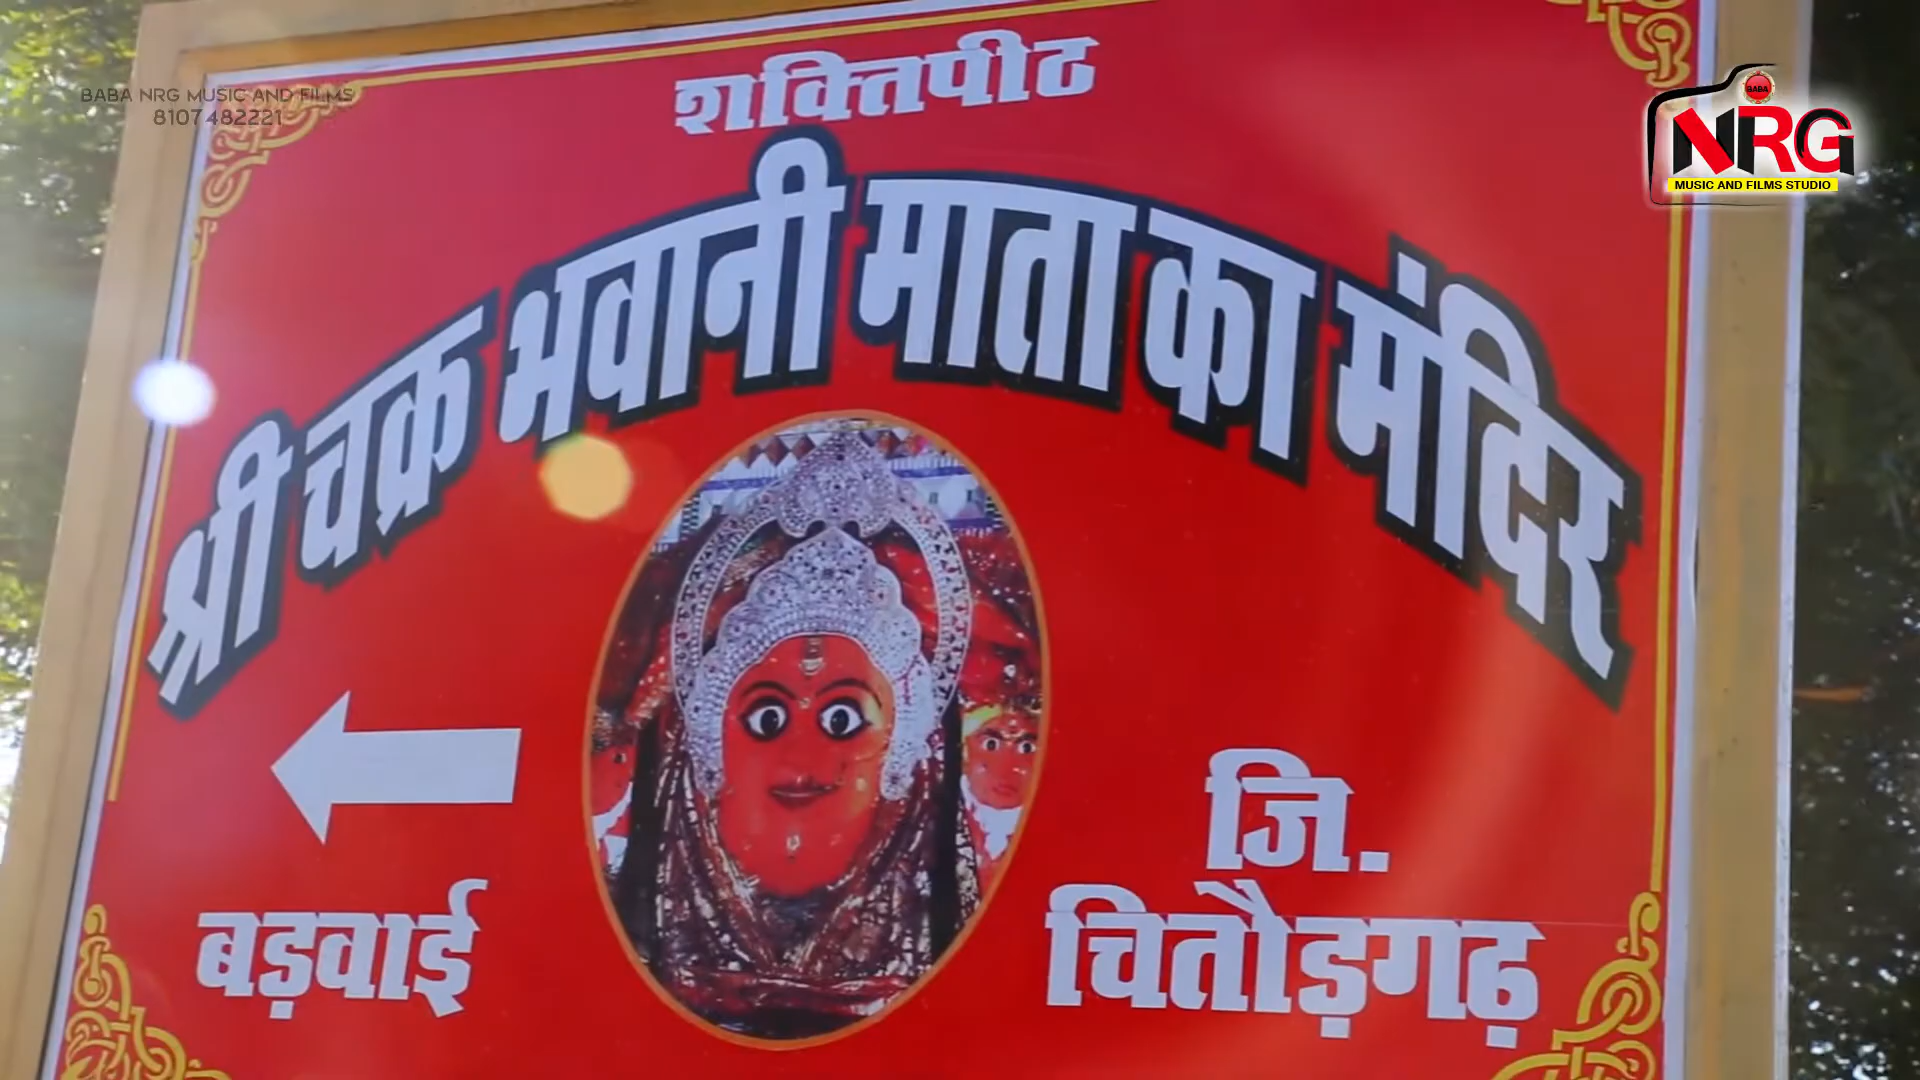 BABA NRG MUSIC AND FILMS
8107482221
BABA
NRG
MUSIC AND FILMS STUDIO
शक्तिपीठ
श्री चक्र भवानी माता का मंदिर
बड़वाई
जि.
चितौड़गढ़